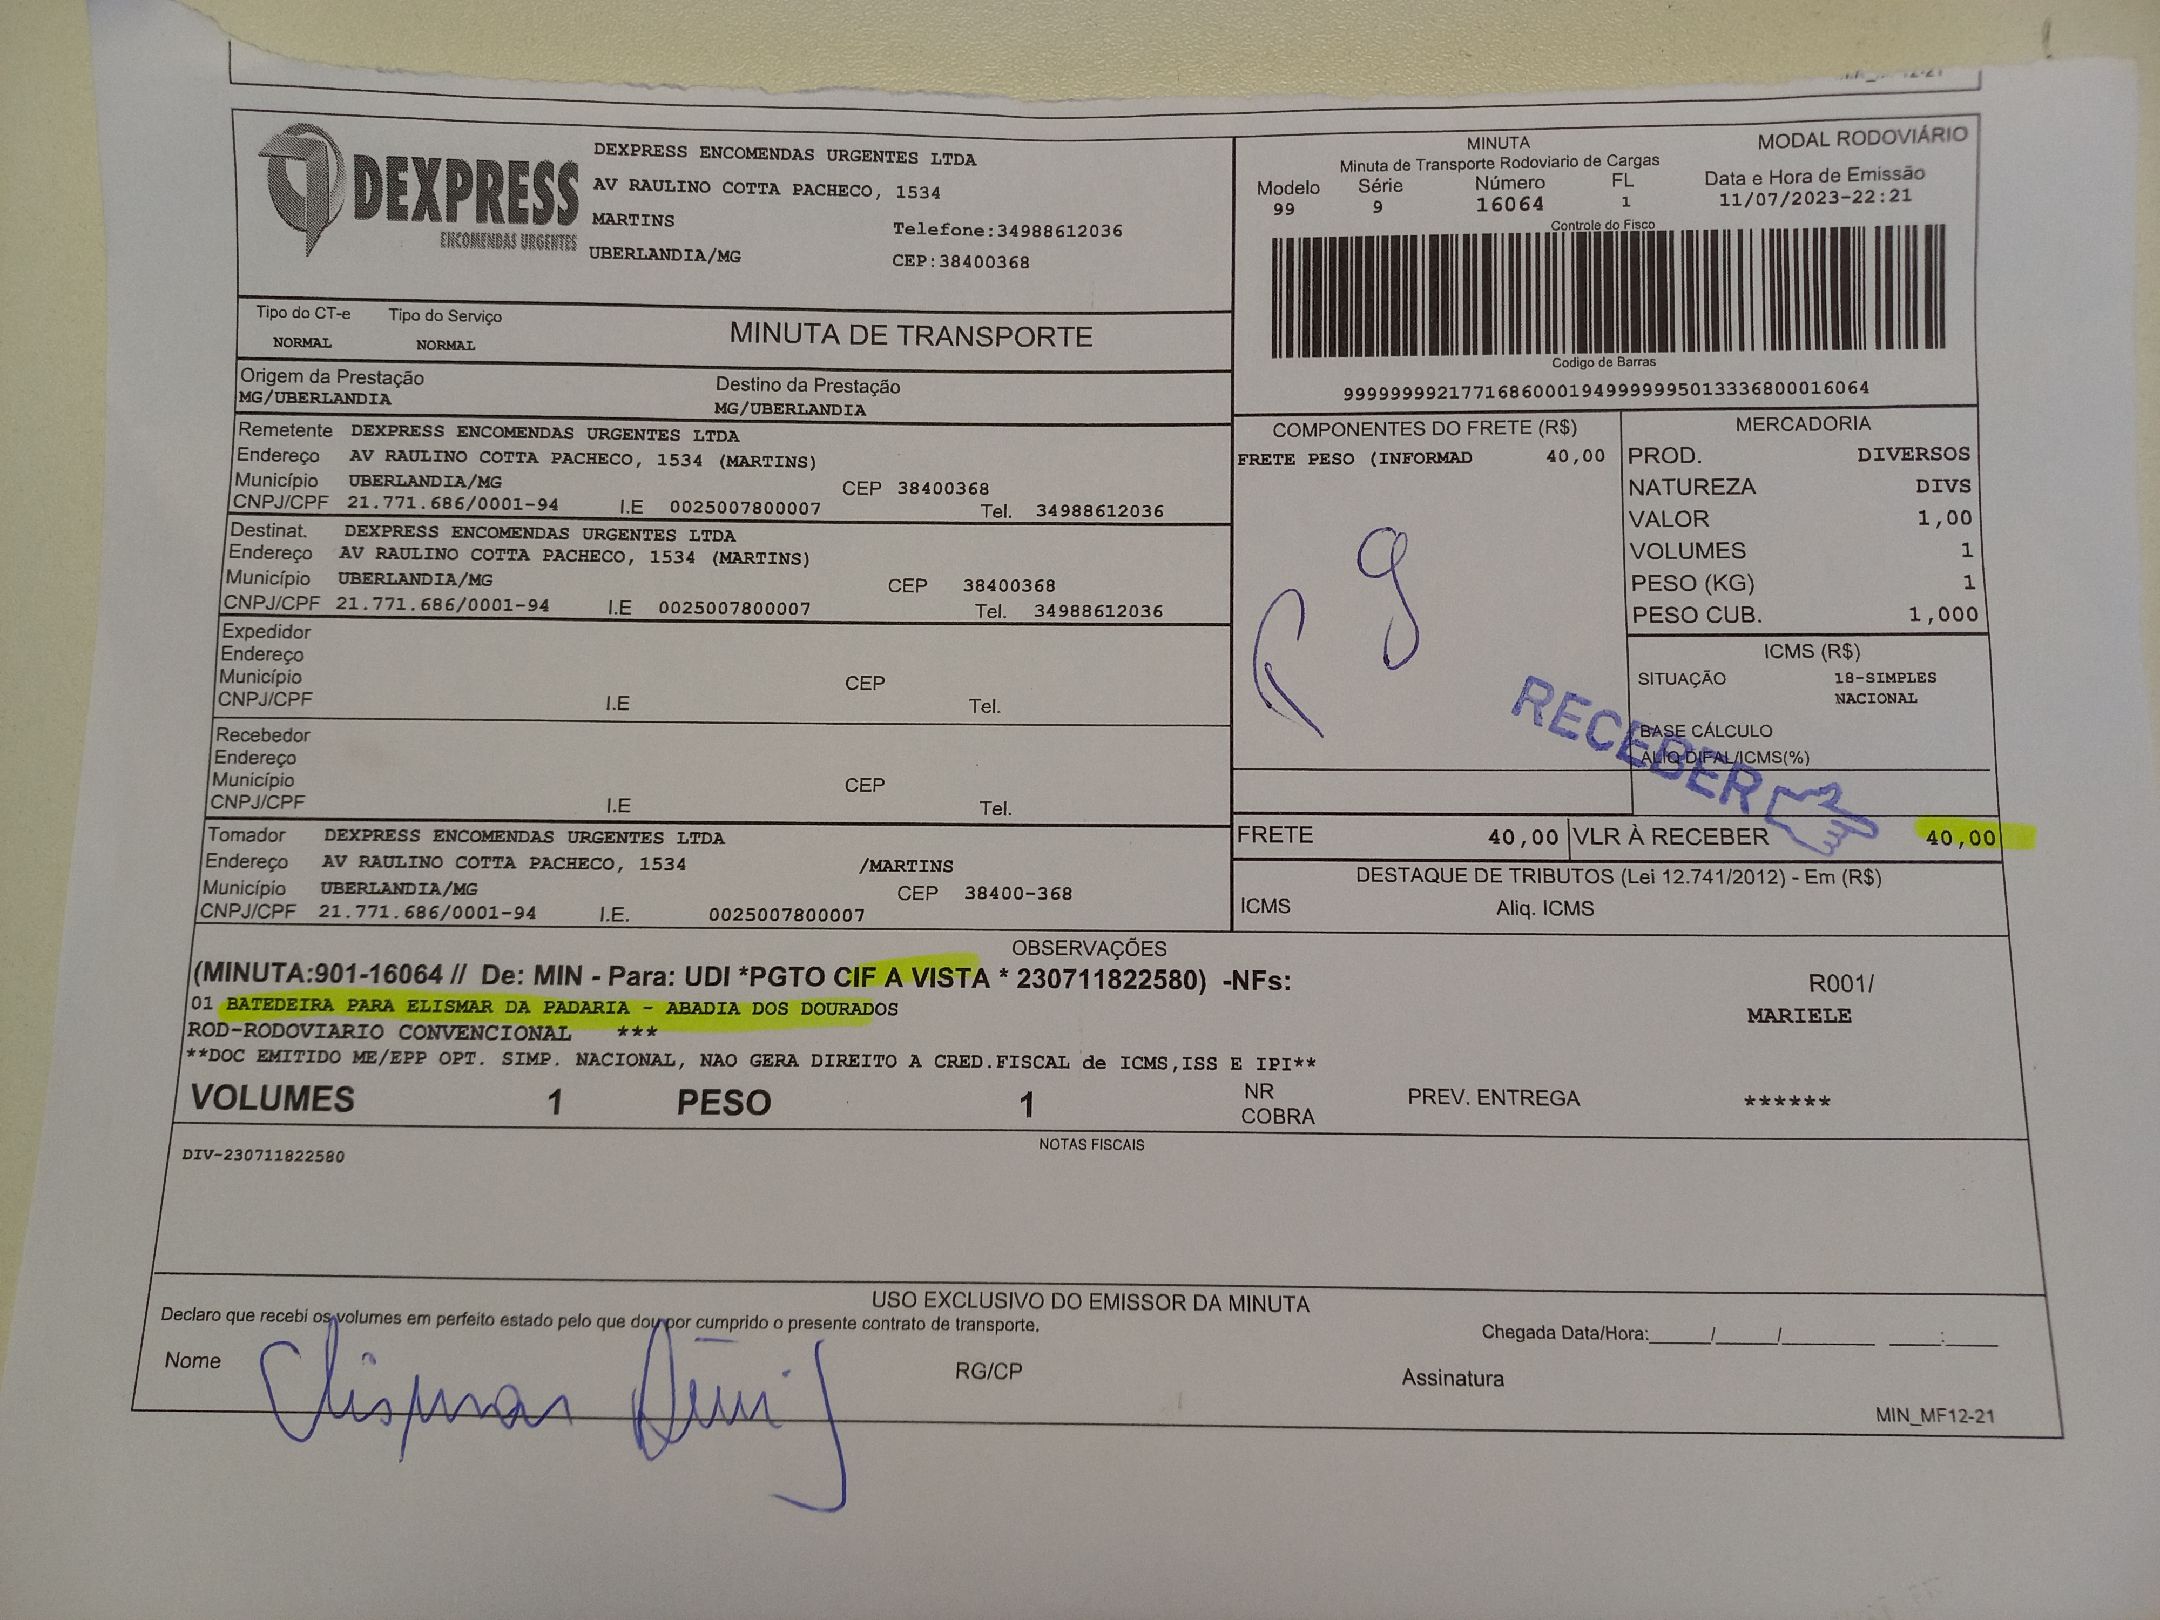 DEXPRESS
ENCOMENDAS URGENTES
DEXPRESS ENCOMENDAS URGENTES LTDA
AV RAULINO COTTA PACHECO, 1534
MARTINS
Telefone:34988612036
UBERLANDIA/MG
CEP:38400368
MINUTA
MODAL RODOVIÁRIO
Minuta de Transporte Rodoviario de Cargas
Modelo Série Número FL Data e Hora de Emissão
99 9 16064 1 11/07/2023-22:21
Controle do Fisco
Codigo de Barras
99999999217716860001949999995013336800016064
Tipo do CT-e Tipo do Serviço
NORMAL NORMAL
MINUTA DE TRANSPORTE
Origem da Prestação Destino da Prestação
MG/UBERLANDIA MG/UBERLANDIA
Remetente DEXPRESS ENCOMENDAS URGENTES LTDA
Endereço AV RAULINO COTTA PACHECO, 1534 (MARTINS)
Município UBERLANDIA/MG CEP 38400368
CNPJ/CPF 21.771.686/0001-94 I.E 0025007800007 Tel. 34988612036
Destinat. DEXPRESS ENCOMENDAS URGENTES LTDA
Endereço AV RAULINO COTTA PACHECO, 1534 (MARTINS)
Município UBERLANDIA/MG CEP 38400368
CNPJ/CPF 21.771.686/0001-94 I.E 0025007800007 Tel. 34988612036
Expedidor
Endereço
Município CEP
CNPJ/CPF I.E Tel.
Recebedor
Endereço
Município CEP
CNPJ/CPF I.E Tel.
Tomador DEXPRESS ENCOMENDAS URGENTES LTDA
Endereço AV RAULINO COTTA PACHECO, 1534 /MARTINS
Município UBERLANDIA/MG CEP 38400-368
CNPJ/CPF 21.771.686/0001-94 I.E. 0025007800007
COMPONENTES DO FRETE (R$)
FRETE PESO (INFORMAD 40,00
MERCADORIA
PROD. DIVERSOS
NATUREZA DIVS
VALOR 1,00
VOLUMES 1
PESO (KG) 1
PESO CUB. 1,000
ICMS (R$)
SITUAÇÃO 18-SIMPLES
NACIONAL
BASE CÁLCULO
ALIQ DIFAL/ICMS(%)
RECEBER
FRETE 40,00 VLR À RECEBER 40,00
DESTAQUE DE TRIBUTOS (Lei 12.741/2012) - Em (R$)
ICMS Aliq. ICMS
OBSERVAÇÕES
(MINUTA:901-16064 // De: MIN - Para: UDI *PGTO CIF A VISTA * 230711822580) -NFs:
R001/
01 BATEDEIRA PARA ELISMAR DA PADARIA - ABADIA DOS DOURADOS
MARIELE
ROD-RODOVIARIO CONVENCIONAL ***
**DOC EMITIDO ME/EPP OPT. SIMP. NACIONAL, NAO GERA DIREITO A CRED.FISCAL de ICMS,ISS E IPI**
VOLUMES 1 PESO 1 NR COBRA PREV. ENTREGA ******
NOTAS FISCAIS
DIV-230711822580
USO EXCLUSIVO DO EMISSOR DA MINUTA
Declaro que recebi os volumes em perfeito estado pelo que dou por cumprido o presente contrato de transporte.
Chegada Data/Hora:_____/_____/_______ ____:____
Nome RG/CP Assinatura
MIN_MF12-21